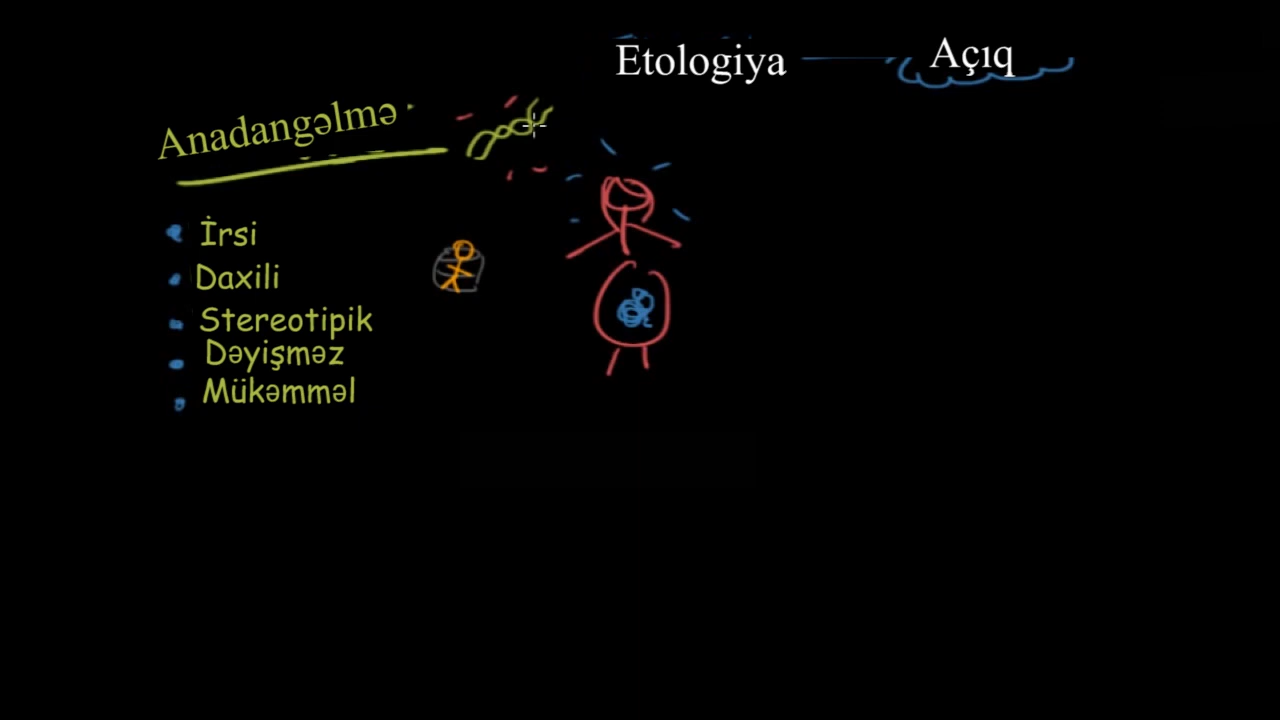 Etologiya Açıq
Anadangəlmə
İrsi
Daxili
Stereotipik
Dəyişməz
Mükəmməl